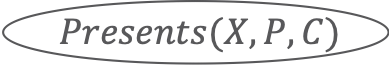 Presents(X, P, C)